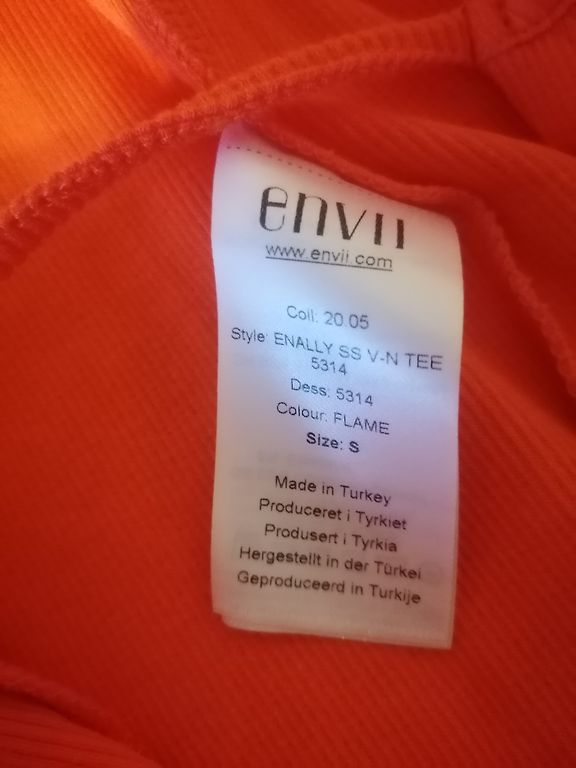 envii
www.envii.com
Coll: 20.05
Style: ENALLY SS V-N TEE
5314
Dess: 5314
Colour: FLAME
Size: S
Made in Turkey
Produceret i Tyrkiet
Produsert i Tyrkia
Hergestellt in der Türkei
Geproduceerd in Turkije